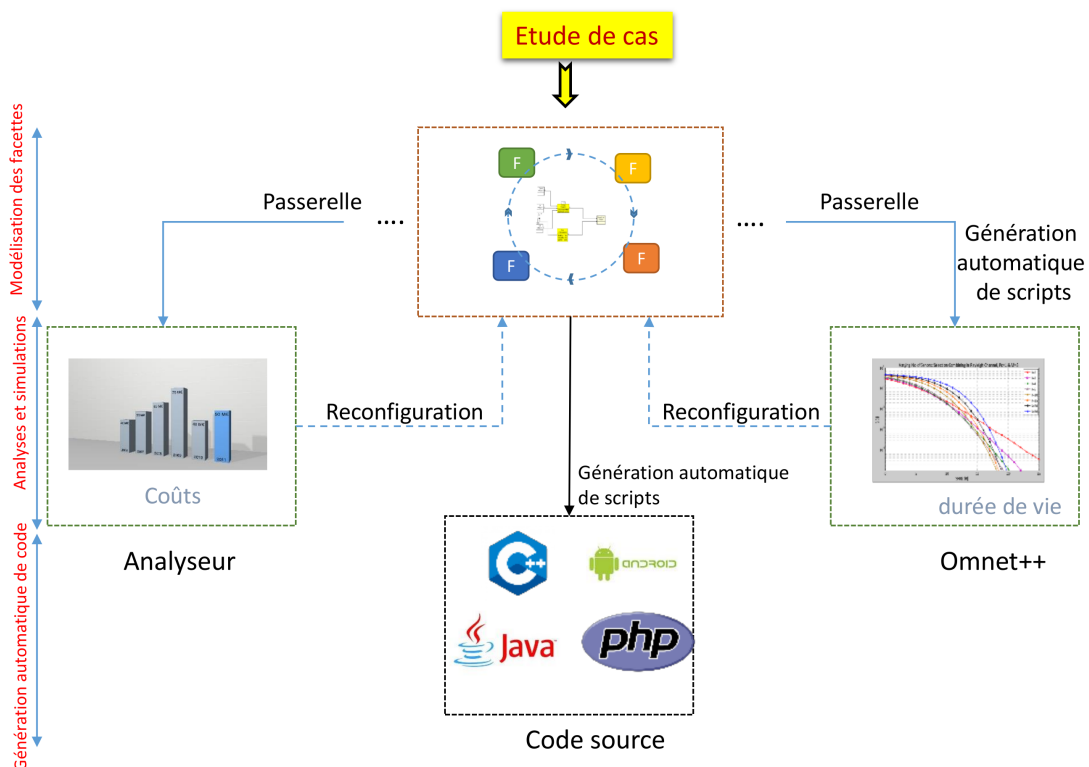 Etude de cas
Modélisation des facettes
F
F
F
F
Passerelle
....
....
Passerelle
Génération
automatique
de scripts
Analyses et simulations
Coûts
Analyseur
Reconfiguration
Reconfiguration
durée de vie
Omnet++
Génération automatique
de scripts
Génération automatique de code
C++
android
Java
php
Code source